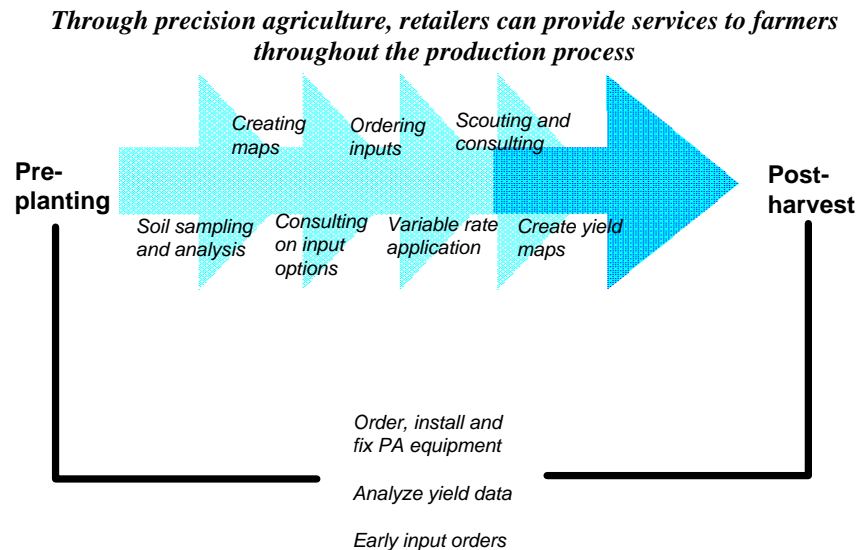 Through precision agriculture, retailers can provide services to farmers
throughout the production process
Creating
maps
Ordering
inputs
Scouting and
consulting
Pre-
planting
Post-
harvest
Soil sampling
and analysis
Consulting
on input
options
Variable rate
application
Create yield
maps
Order, install and
fix PA equipment
Analyze yield data
Early input orders